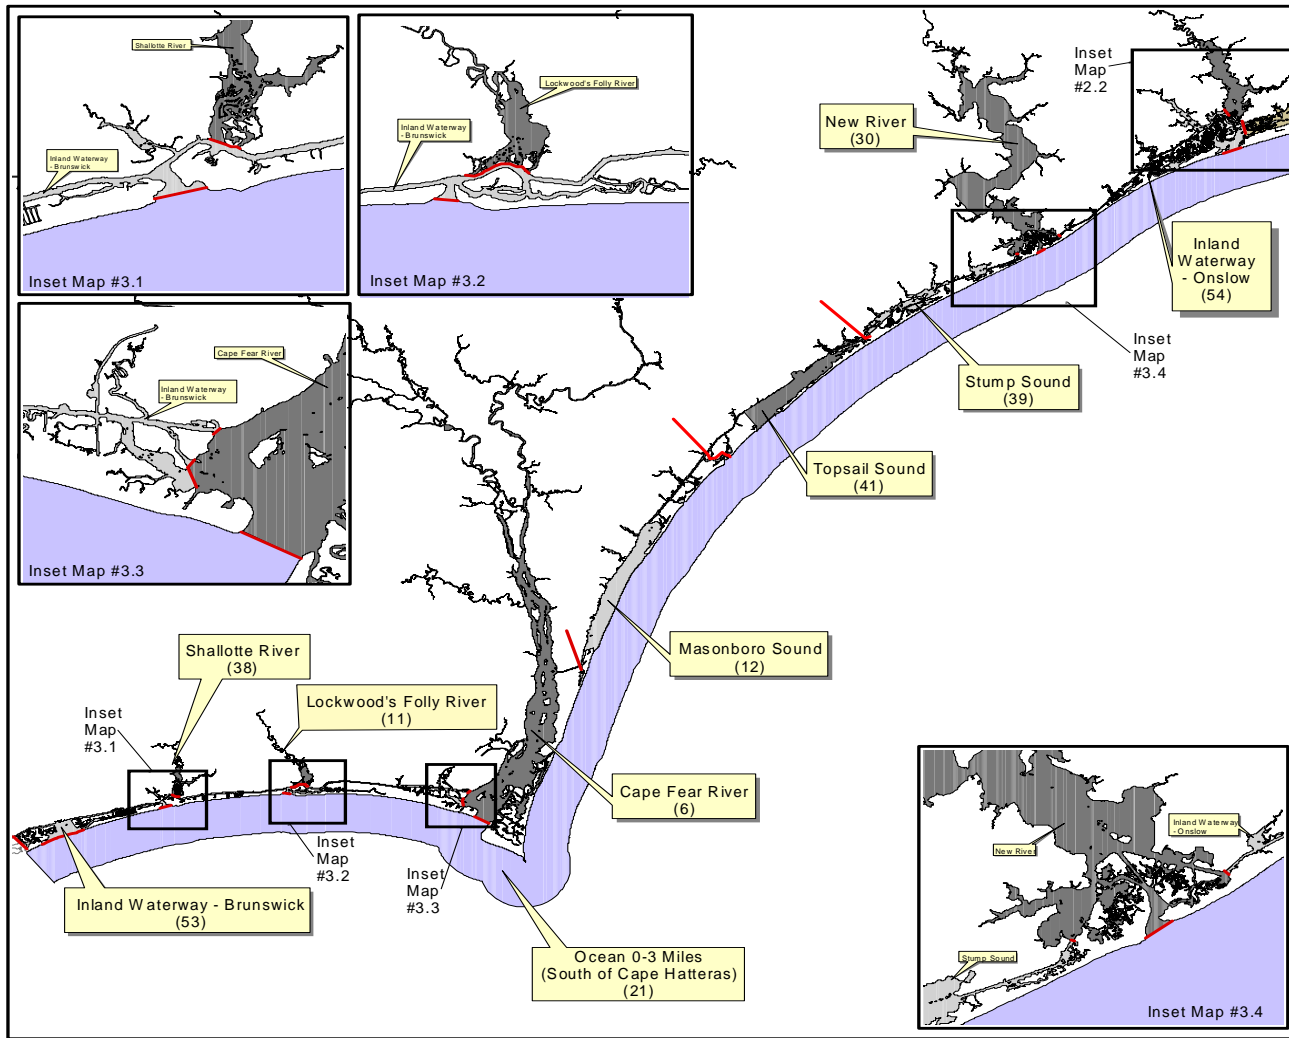 Shallotte River
Inland Waterway
- Brunswick
Inset Map #3.1
Lockwood's Folly River
Inland Waterway
- Brunswick
Inset Map #3.2
Cape Fear River
Inland Waterway
- Brunswick
Inset Map #3.3
New River
(30)
Inset
Map
#2.2
Inland
Waterway
- Onslow
(54)
Inset
Map
#3.4
Stump Sound
(39)
Topsail Sound
(41)
Masonboro Sound
(12)
Shallotte River
(38)
Lockwood's Folly River
(11)
Inset
Map
#3.1
Cape Fear River
(6)
Inset
Map
#3.2
Inset
Map
#3.3
Inland Waterway - Brunswick
(53)
Ocean 0-3 Miles
(South of Cape Hatteras)
(21)
Inland Waterway
- Onslow
New River
Stump Sound
Inset Map #3.4